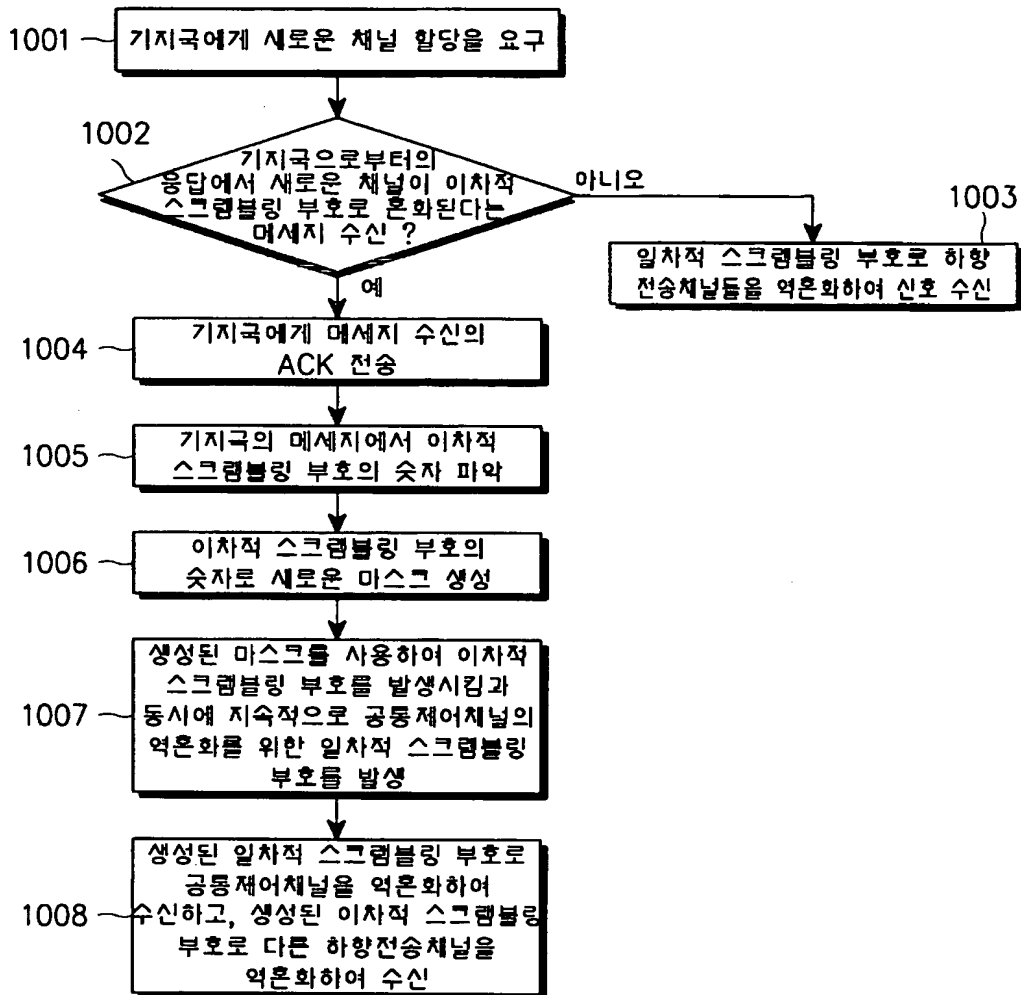 1001
기지국에게 새로운 채널 할당을 요구
1002
기지국으로부터의
응답에서 새로운 채널이 이차적
스크램블링 부호로 혼화된다는
메세지 수신 ?
아니오
1003
일차적 스크램블링 부호로 하향
전송채널들을 역혼화하여 신호 수신
예
1004
기지국에게 메세지 수신의
ACK 전송
1005
기지국의 메세지에서 이차적
스크램블링 부호의 숫자 파악
1006
이차적 스크램블링 부호의
숫자로 새로운 마스크 생성
1007
생성된 마스크를 사용하여 이차적
스크램블링 부호를 발생시킴과
동시에 지속적으로 공통제어채널의
역혼화를 위한 일차적 스크램블링
부호를 발생
1008
생성된 일차적 스크램블링 부호로
공통제어채널을 역혼화하여
수신하고, 생성된 이차적 스크램블링
부호로 다른 하향전송채널을
역혼화하여 수신